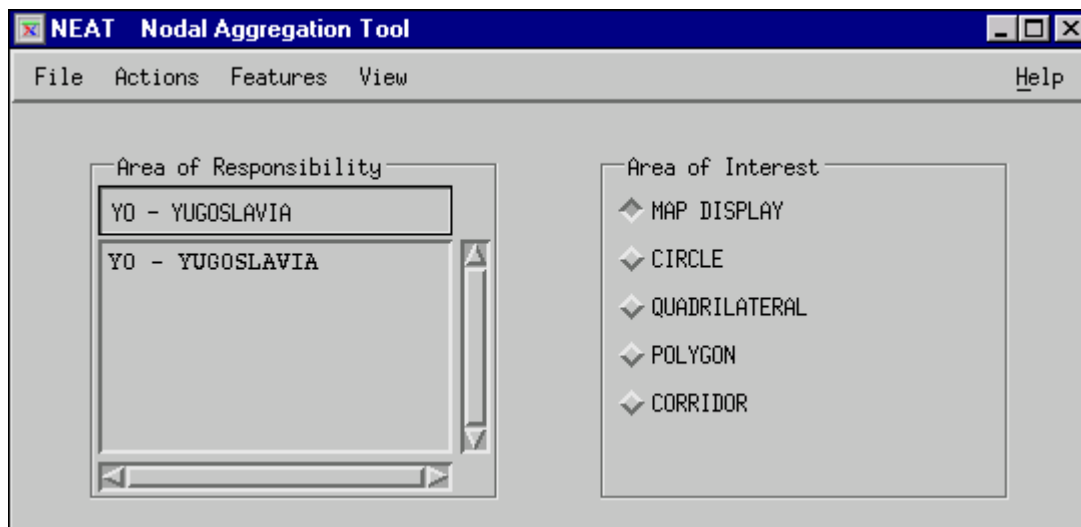 NEAT Nodal Aggregation Tool
File Actions Features View Help
Area of Responsibility
YO - YUGOSLAVIA
YO - YUGOSLAVIA
Area of Interest
MAP DISPLAY
CIRCLE
QUADRILATERAL
POLYGON
CORRIDOR